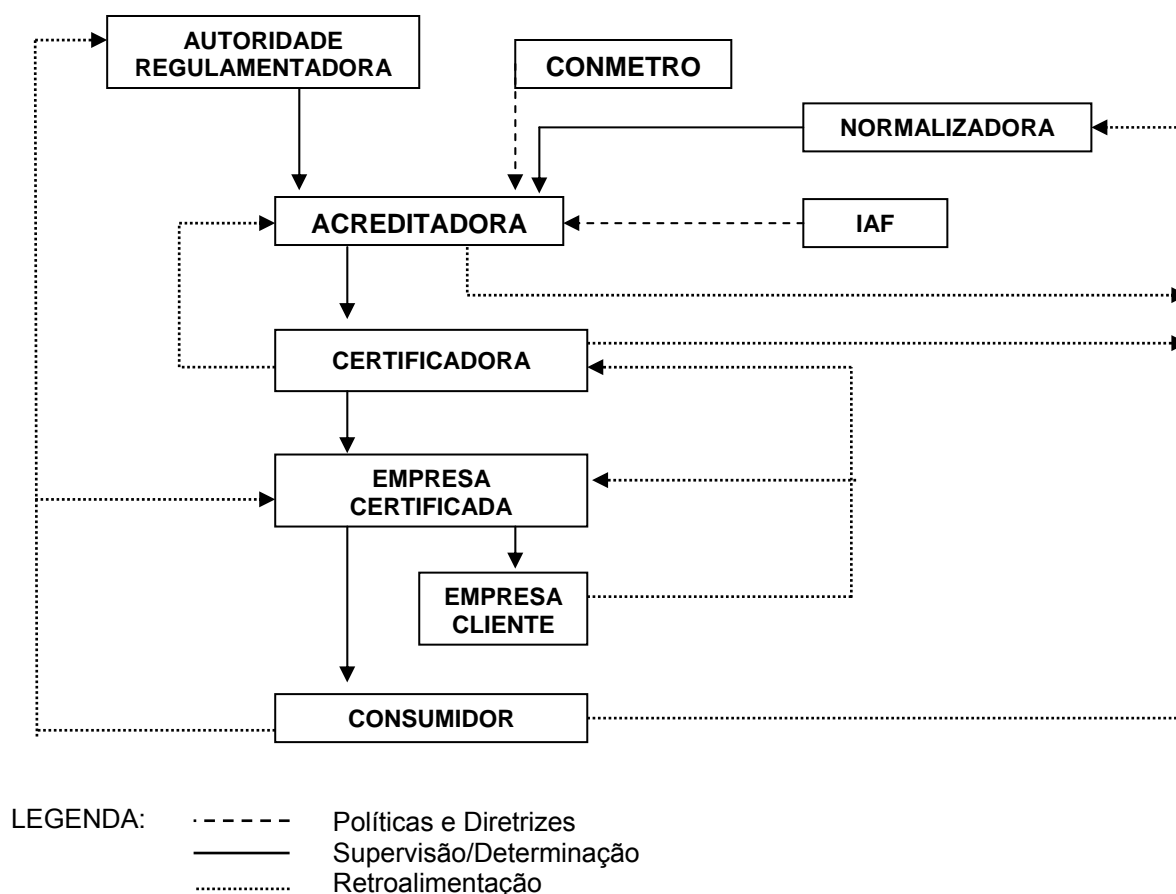 AUTORIDADE
REGULAMENTADORA
CONMETRO
NORMALIZADORA
ACREDITADORA
IAF
CERTIFICADORA
EMPRESA
CERTIFICADA
EMPRESA
CLIENTE
CONSUMIDOR
LEGENDA:
Políticas e Diretrizes
Supervisão/Determinação
Retroalimentação